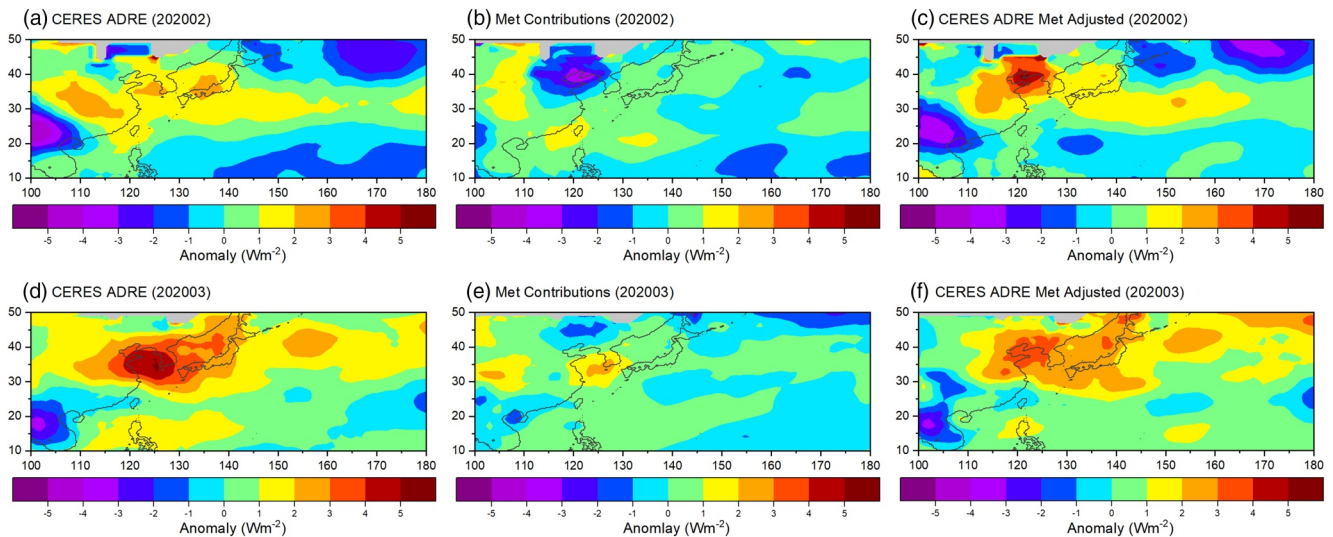 (a) CERES ADRE (202002)
(b) Met Contributions (202002)
(c) CERES ADRE Met Adjusted (202002)
50
40
30
20
10
100 110 120 130 140 150 160 170 180
50
40
30
20
10
100 110 120 130 140 150 160 170 180
50
40
30
20
10
100 110 120 130 140 150 160 170 180
-5 -4 -3 -2 -1 0 1 2 3 4 5
-5 -4 -3 -2 -1 0 1 2 3 4 5
-5 -4 -3 -2 -1 0 1 2 3 4 5
Anomaly (Wm⁻²)
Anomlay (Wm⁻²)
Anomaly (Wm⁻²)
(d) CERES ADRE (202003)
(e) Met Contributions (202003)
(f) CERES ADRE Met Adjusted (202003)
50
40
30
20
10
100 110 120 130 140 150 160 170 180
50
40
30
20
10
100 110 120 130 140 150 160 170 180
50
40
30
20
10
100 110 120 130 140 150 160 170 180
-5 -4 -3 -2 -1 0 1 2 3 4 5
-5 -4 -3 -2 -1 0 1 2 3 4 5
-5 -4 -3 -2 -1 0 1 2 3 4 5
Anomaly (Wm⁻²)
Anomlay (Wm⁻²)
Anomaly (Wm⁻²)